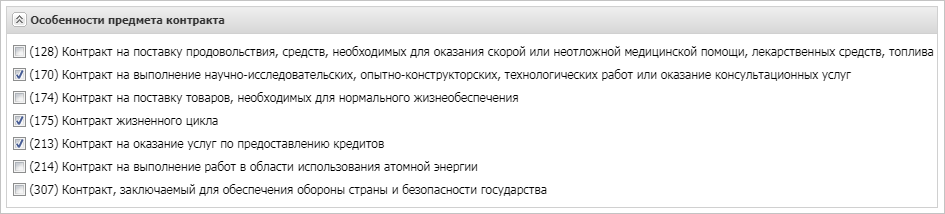 Особенности предмета контракта
(128) Контракт на поставку продовольствия, средств, необходимых для оказания скорой или неотложной медицинской помощи, лекарственных средств, топлива
(170) Контракт на выполнение научно-исследовательских, опытно-конструкторских, технологических работ или оказание консультационных услуг
(174) Контракт на поставку товаров, необходимых для нормального жизнеобеспечения
(175) Контракт жизненного цикла
(213) Контракт на оказание услуг по предоставлению кредитов
(214) Контракт на выполнение работ в области использования атомной энергии
(307) Контракт, заключаемый для обеспечения обороны страны и безопасности государства